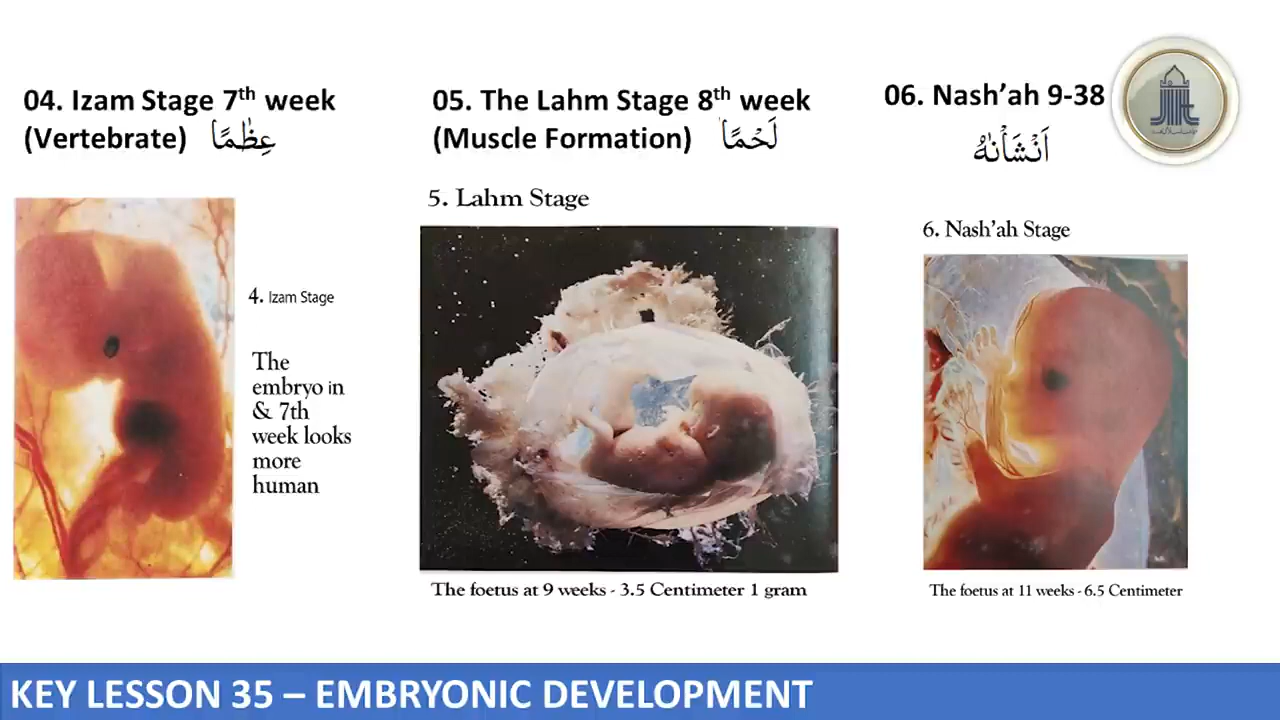 04. Izam Stage 7th week
(Vertebrate) عِظٰمًا
05. The Lahm Stage 8th week
(Muscle Formation) لَحْمًا
06. Nash’ah 9-38
اَنْشَاْنٰهُ
5. Lahm Stage
6. Nash’ah Stage
4. Izam Stage
The
embryo in
& 7th
week looks
more
human
The foetus at 9 weeks - 3.5 Centimeter 1 gram
The foetus at 11 weeks - 6.5 Centimeter
KEY LESSON 35 – EMBRYONIC DEVELOPMENT